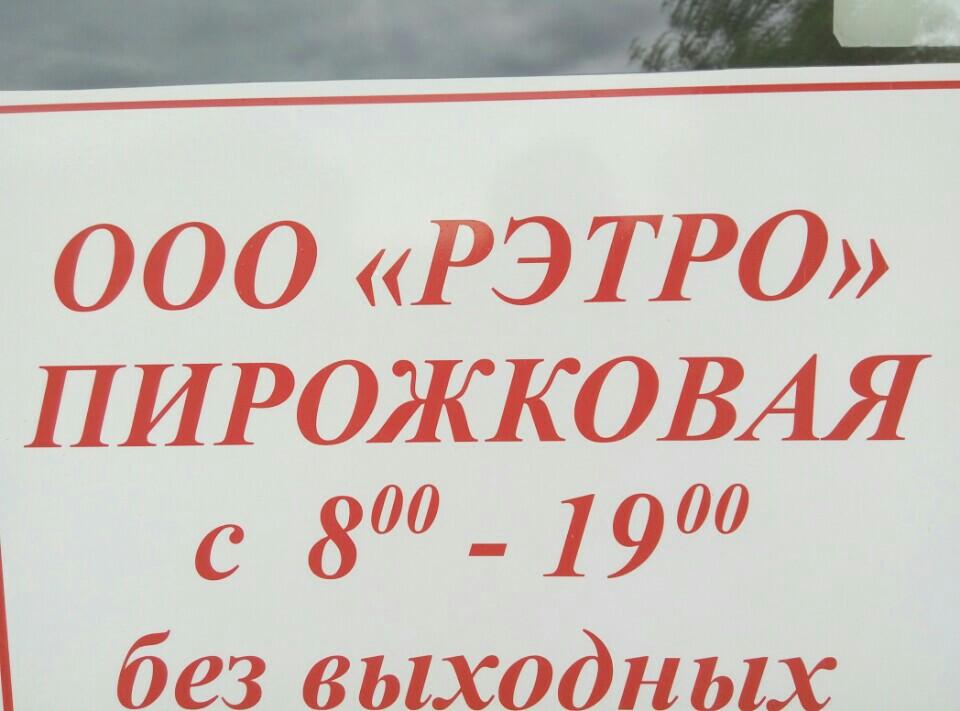 ООО «РЭТРО»
ПИРОЖКОВАЯ
с 8⁰⁰ - 19⁰⁰
без выходных